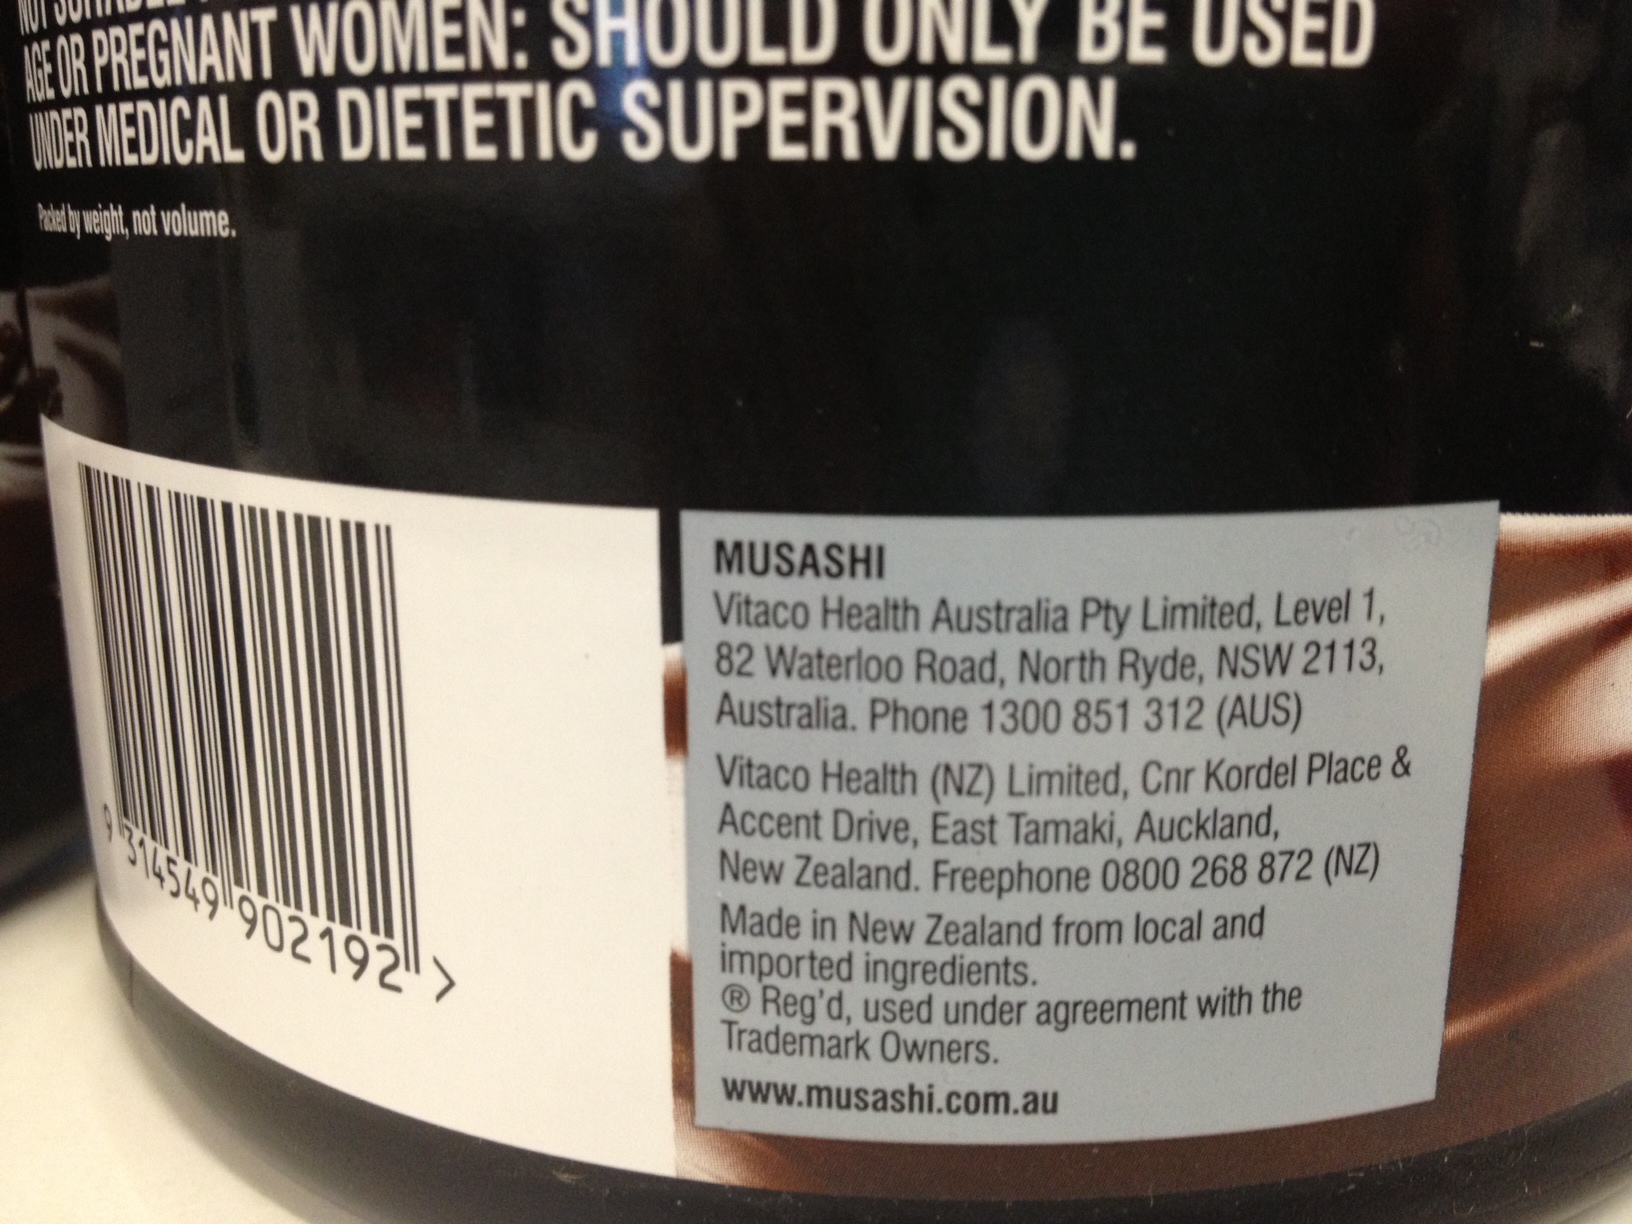 NOT SUITABLE
AGE OR PREGNANT WOMEN: SHOULD ONLY BE USED
UNDER MEDICAL OR DIETETIC SUPERVISION.
Packed by weight, not volume.
9 314549 902192 >
MUSASHI
Vitaco Health Australia Pty Limited, Level 1,
82 Waterloo Road, North Ryde, NSW 2113,
Australia. Phone 1300 851 312 (AUS)
Vitaco Health (NZ) Limited, Cnr Kordel Place &
Accent Drive, East Tamaki, Auckland,
New Zealand. Freephone 0800 268 872 (NZ)
Made in New Zealand from local and
imported ingredients.
® Reg'd, used under agreement with the
Trademark Owners.
www.musashi.com.au